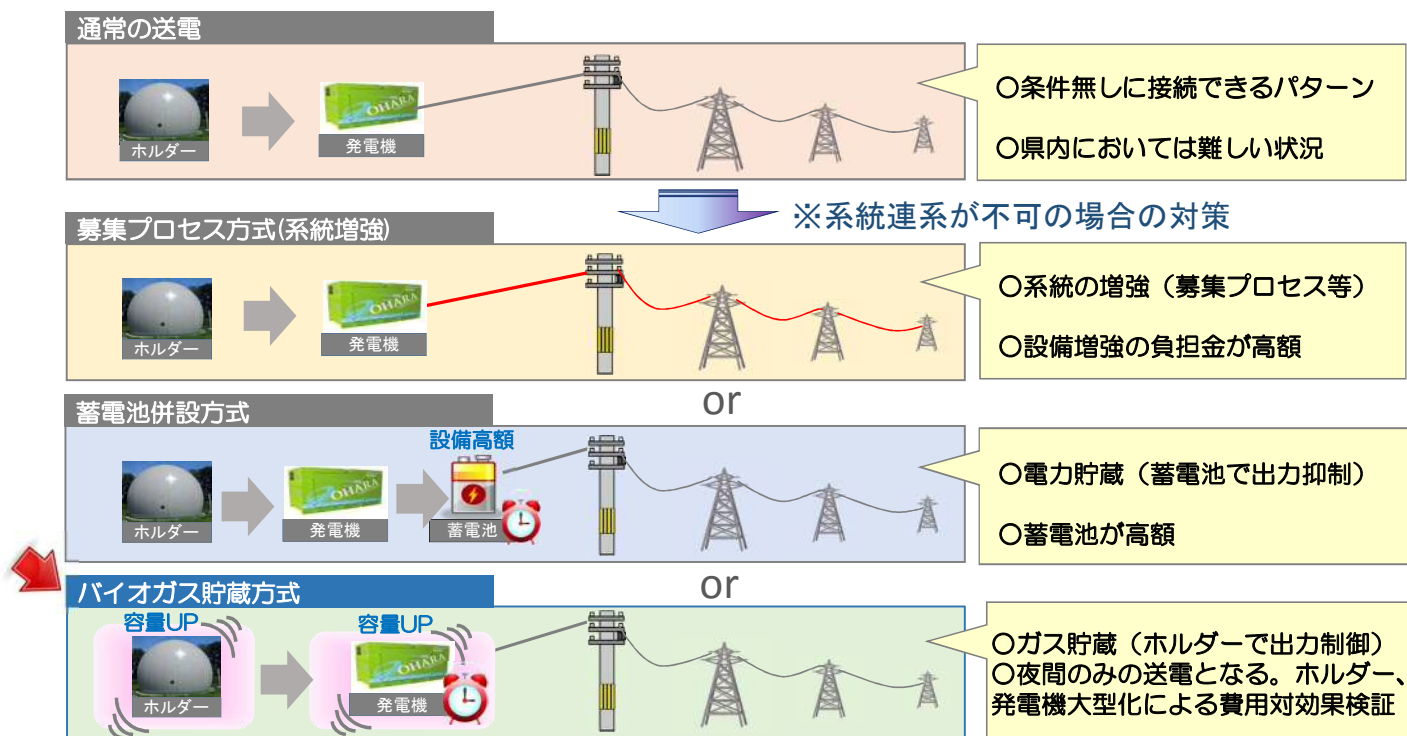 通常の送電
ホルダー
OHARA
発電機
〇条件無しに接続できるパターン
〇県内においては難しい状況
※系統連系が不可の場合の対策
募集プロセス方式(系統増強)
ホルダー
OHARA
発電機
〇系統の増強（募集プロセス等）
〇設備増強の負担金が高額
or
蓄電池併設方式
設備高額
ホルダー
OHARA
発電機
蓄電池
〇電力貯蔵（蓄電池で出力抑制）
〇蓄電池が高額
or
バイオガス貯蔵方式
容量UP
容量UP
ホルダー
OHARA
発電機
〇ガス貯蔵（ホルダーで出力制御）
〇夜間のみの送電となる。ホルダー、
発電機大型化による費用対効果検証